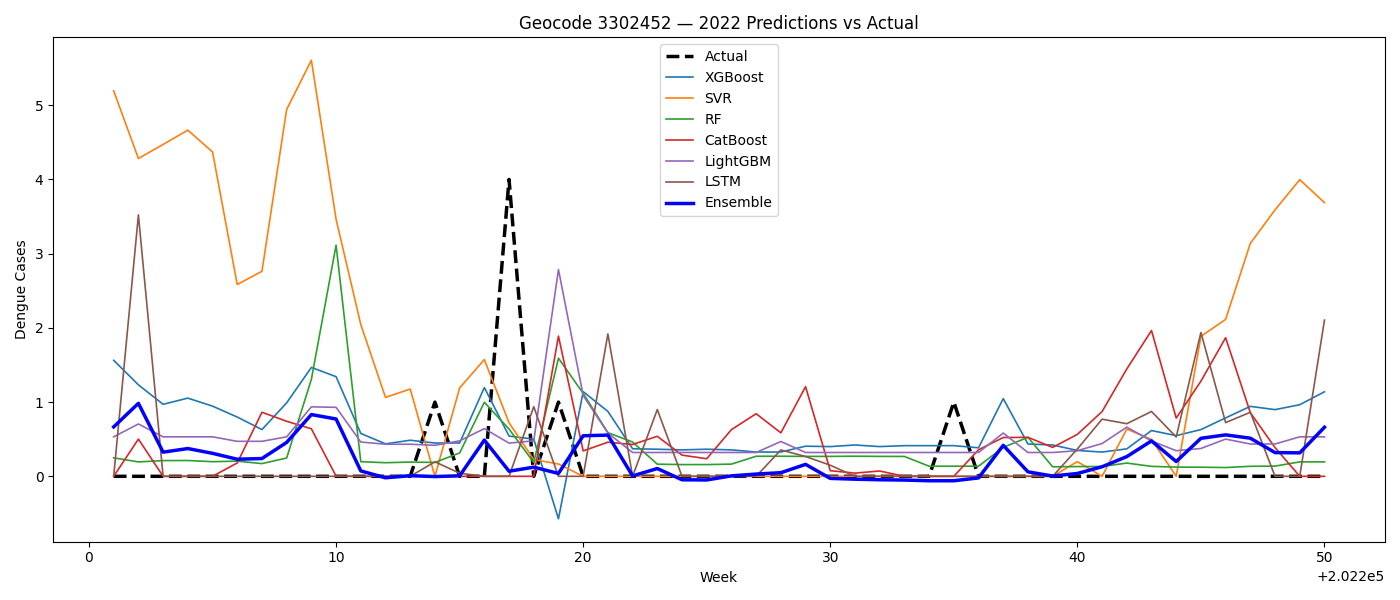 Geocode 3302452 — 2022 Predictions vs Actual
Actual
XGBoost
SVR
RF
CatBoost
LightGBM
LSTM
Ensemble
Dengue Cases
5
4
3
2
1
0
0 10 20 30 40 50
Week
+2.022e5